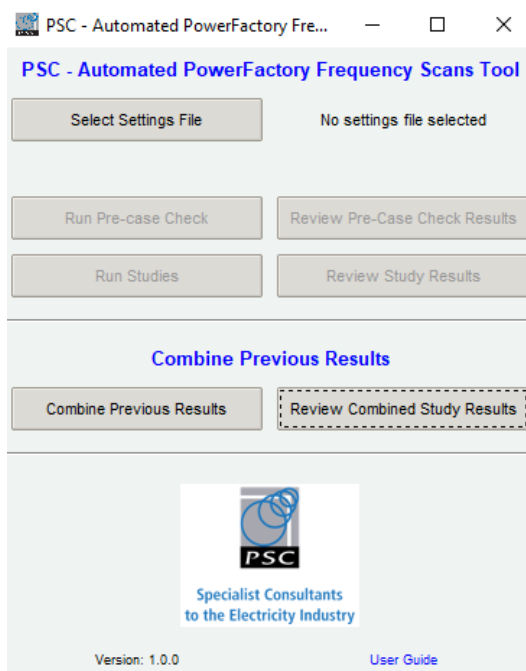 PSC - Automated PowerFactory Fre...
PSC - Automated PowerFactory Frequency Scans Tool
Select Settings File
No settings file selected
Run Pre-case Check
Review Pre-Case Check Results
Run Studies
Review Study Results
Combine Previous Results
Combine Previous Results
Review Combined Study Results
PSC
Specialist Consultants
to the Electricity Industry
Version: 1.0.0
User Guide